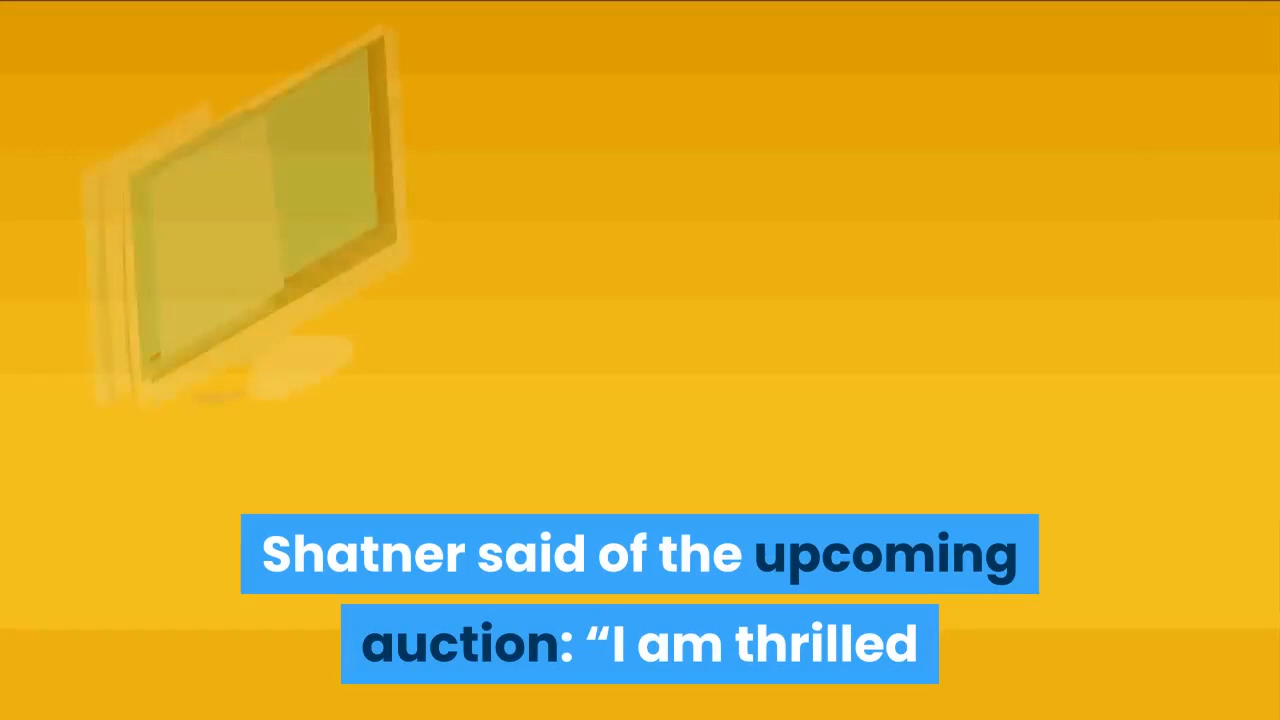 Shatner said of the upcoming
auction: “I am thrilled